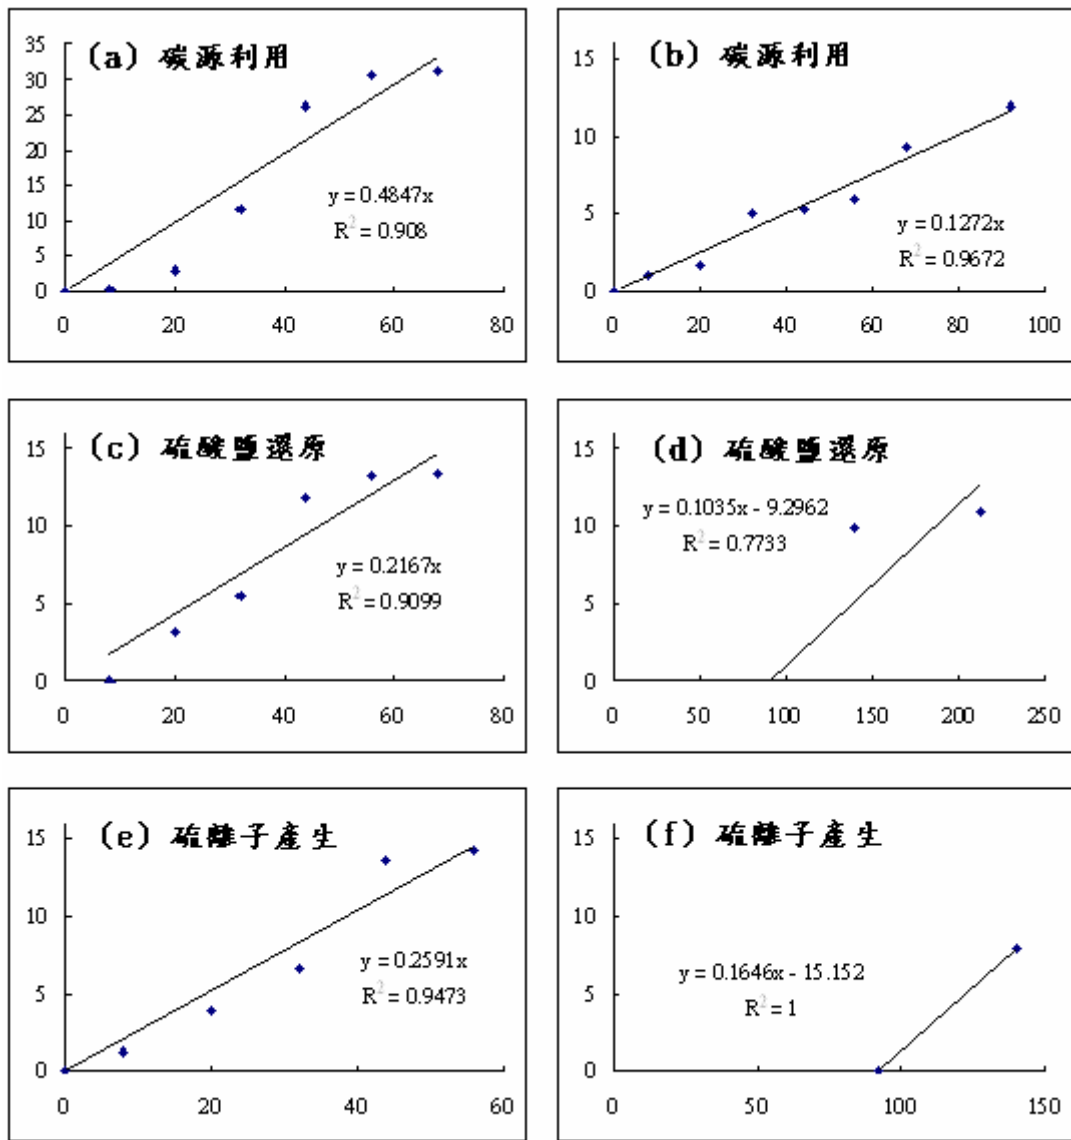 (a) 碳源利用
35
30
25
20
15
10
5
0
y = 0.4847x
R² = 0.908
0 20 40 60 80
(b) 碳源利用
15
10
5
0
y = 0.1272x
R² = 0.9672
0 20 40 60 80 100
(c) 硫酸鹽還原
15
10
5
0
y = 0.2167x
R² = 0.9099
0 20 40 60 80
(d) 硫酸鹽還原
15
10
5
0
y = 0.1035x - 9.2962
R² = 0.7733
0 50 100 150 200 250
(e) 硫離子產生
15
10
5
0
y = 0.2591x
R² = 0.9473
0 20 40 60
(f) 硫離子產生
15
10
5
0
y = 0.1646x - 15.152
R² = 1
0 50 100 150